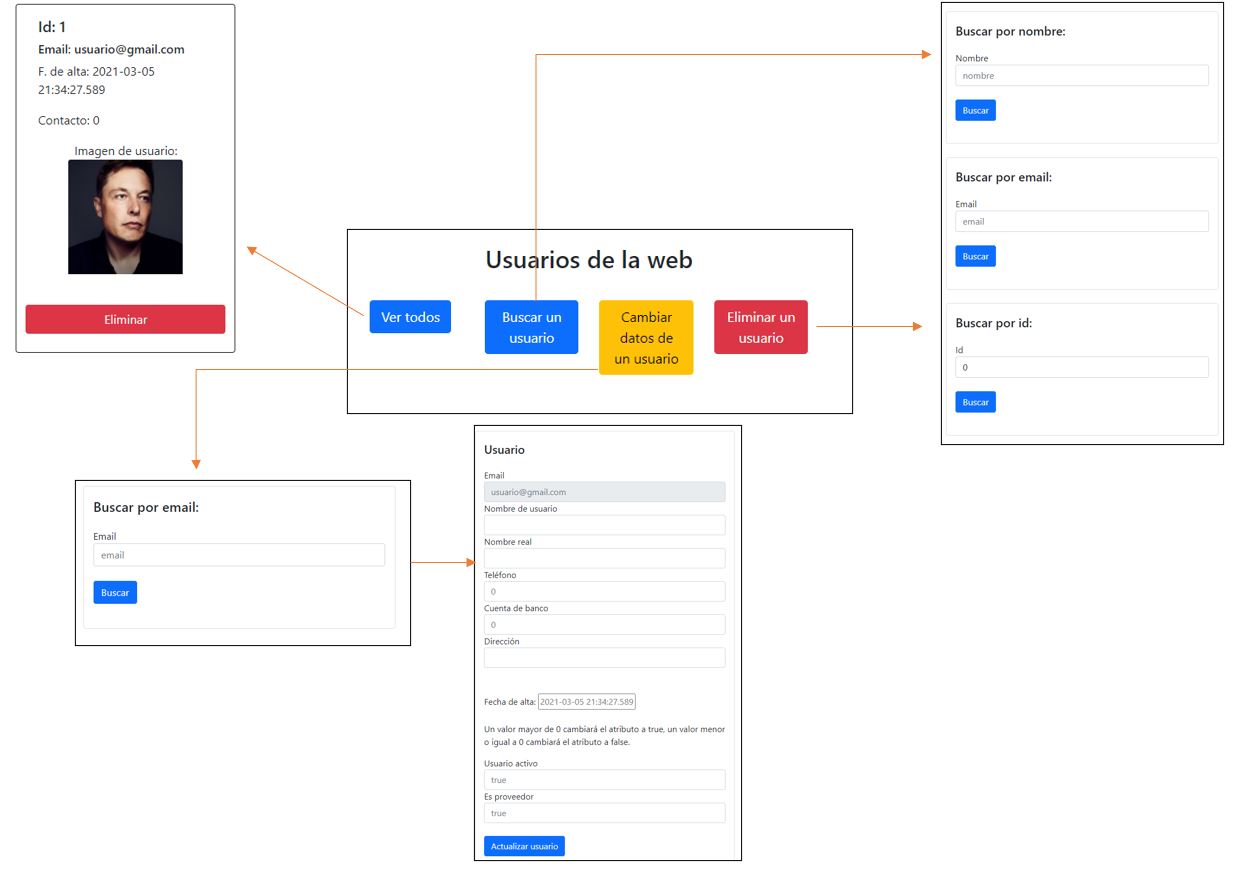 Id: 1
Email: usuario@gmail.com
F. de alta: 2021-03-05
21:34:27.589
Contacto: 0
Imagen de usuario:
Eliminar
Usuarios de la web
Ver todos
Buscar un
usuario
Cambiar
datos de
un usuario
Eliminar un
usuario
Buscar por nombre:
Nombre
nombre
Buscar
Buscar por email:
Email
email
Buscar
Buscar por id:
Id
0
Buscar
Buscar por email:
Email
email
Buscar
Usuario
Email
usuario@gmail.com
Nombre de usuario
Nombre real
Teléfono
0
Cuenta de banco
0
Dirección
Fecha de alta: 2021-03-05 21:34:27.589
Un valor mayor de 0 cambiará el atributo a true, un valor menor
o igual a 0 cambiará el atributo a false.
Usuario activo
true
Es proveedor
true
Actualizar usuario